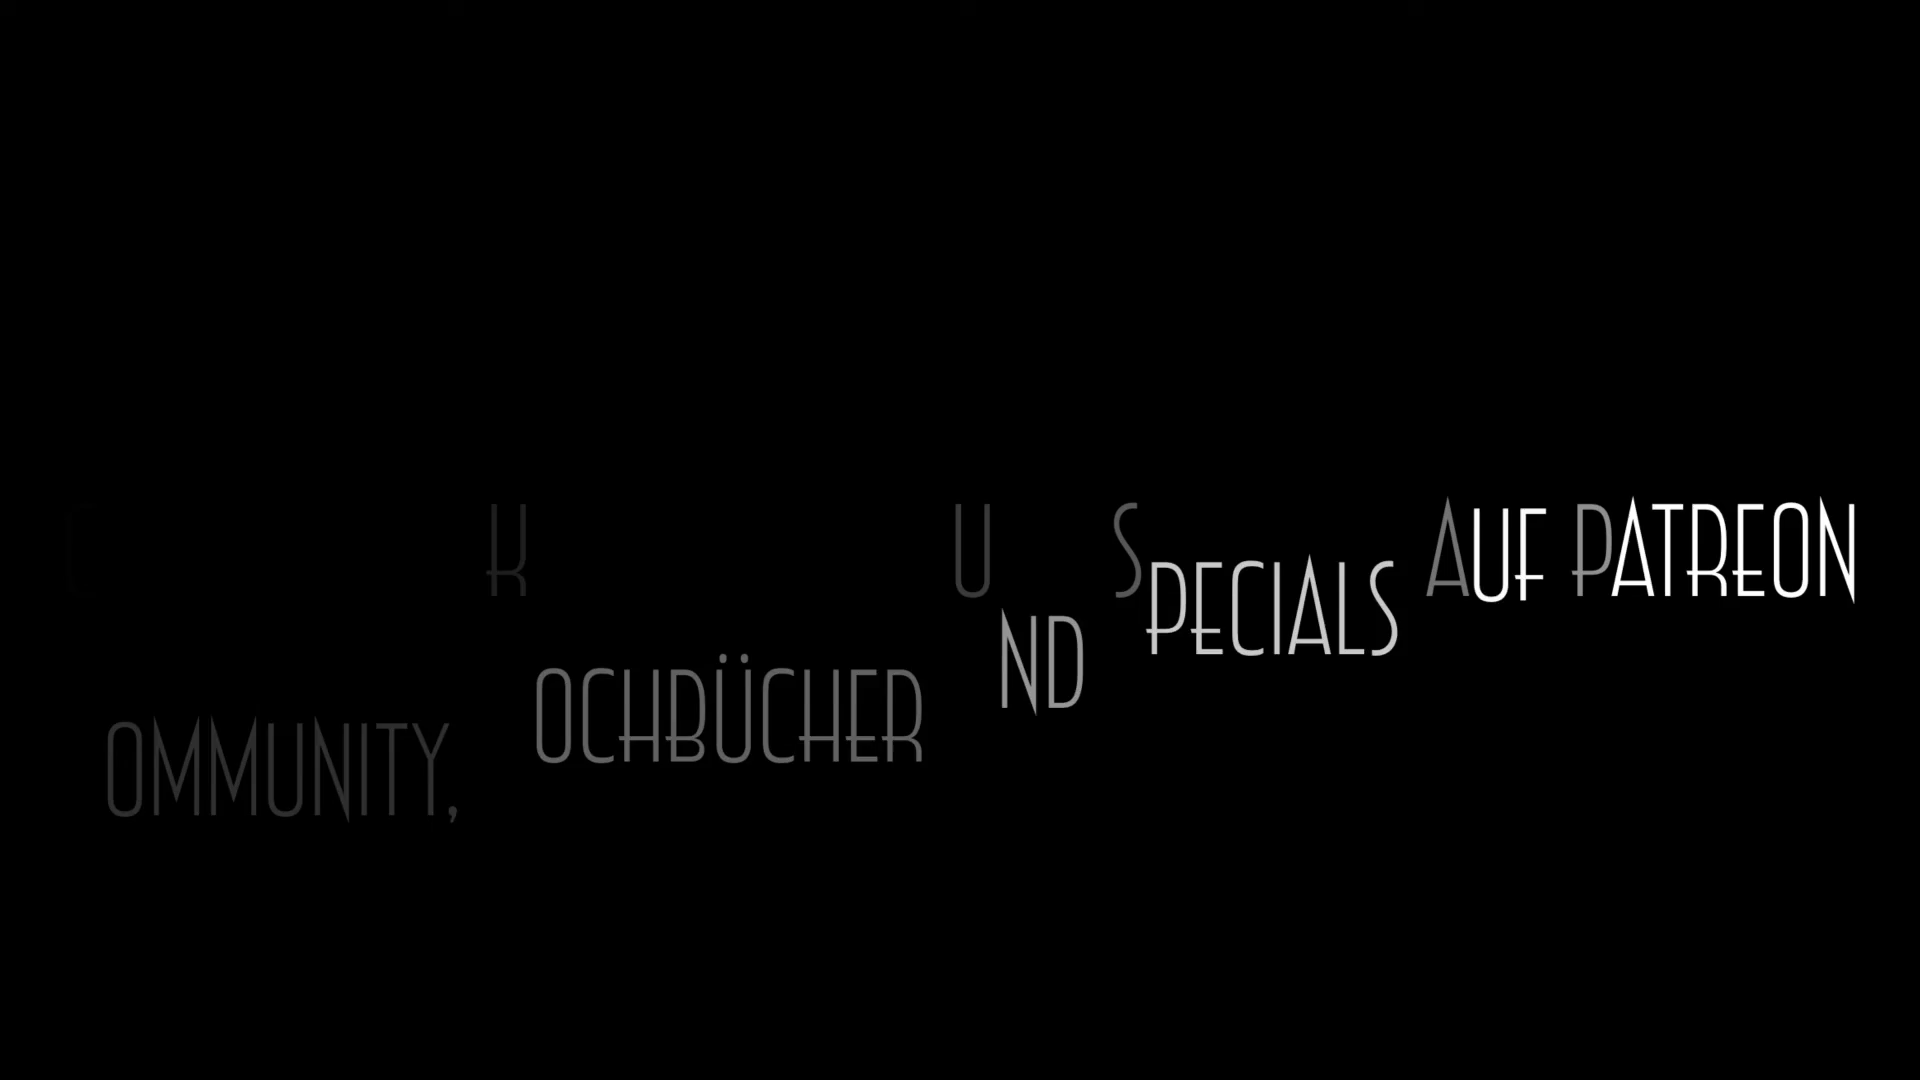 COMMUNITY, KOCHBÜCHER UND SPECIALS AUF PATREON